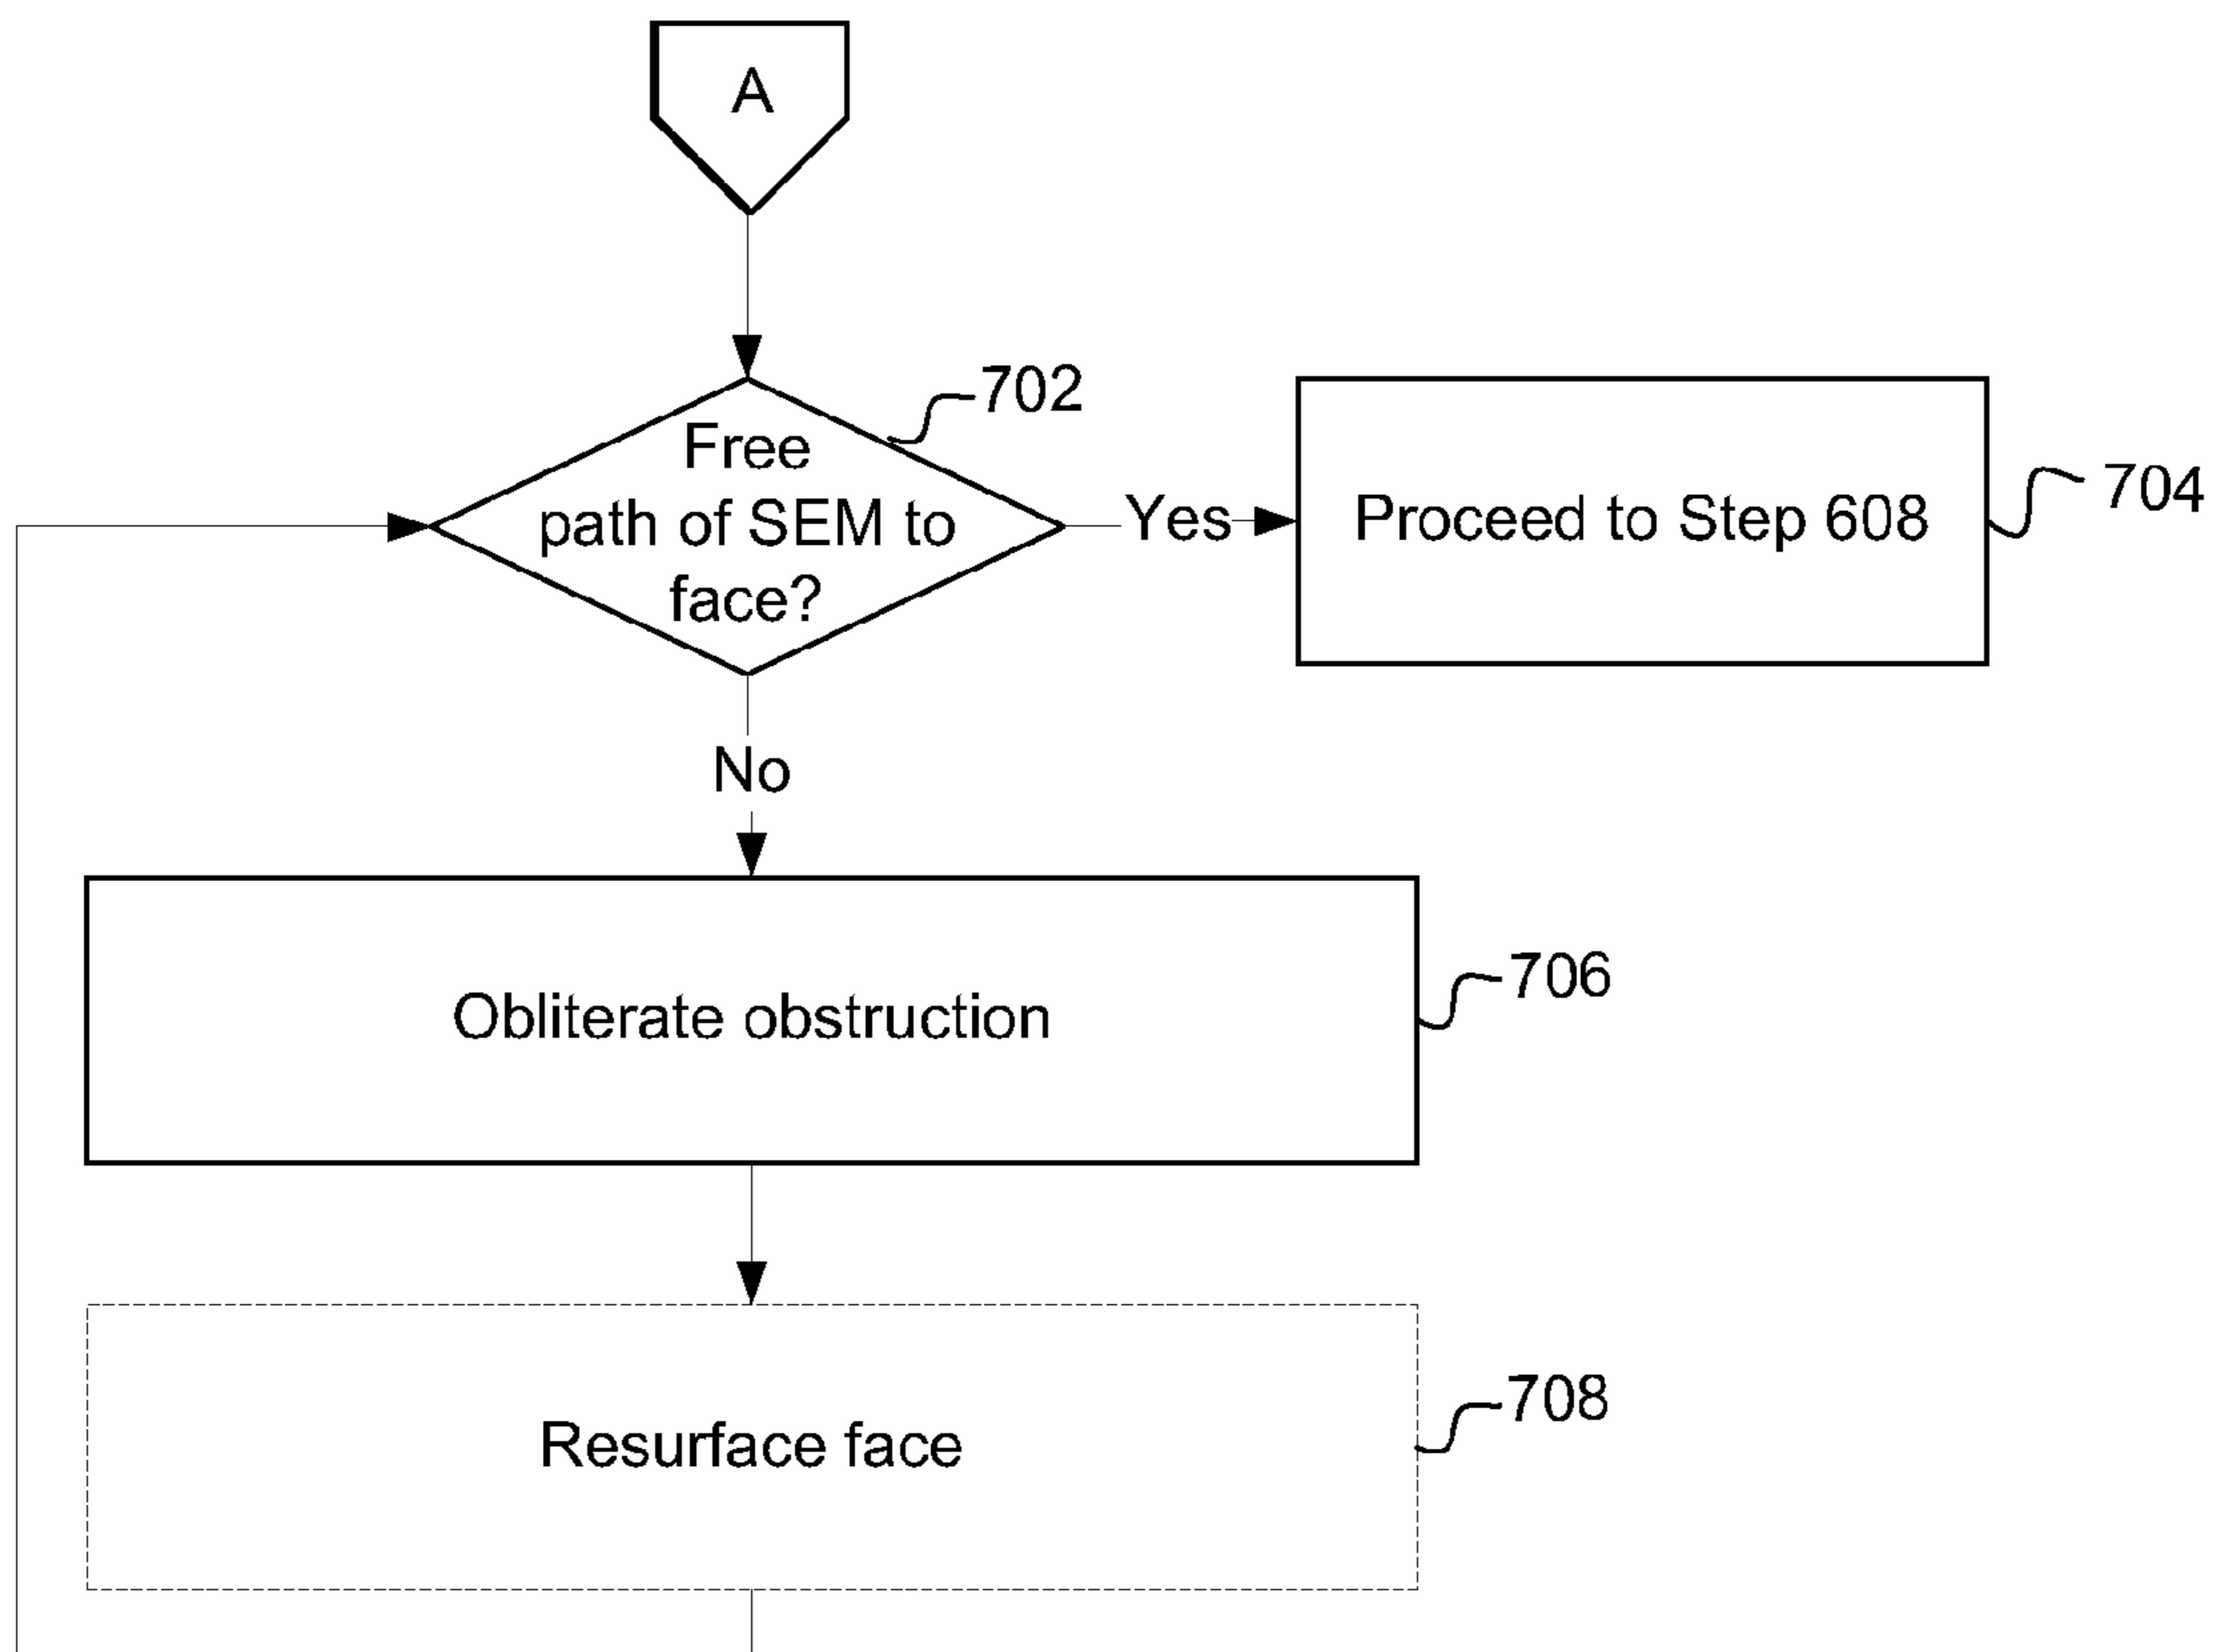 A
702
Free
path of SEM to
face?
Yes
Proceed to Step 608
704
No
Obliterate obstruction
706
Resurface face
708